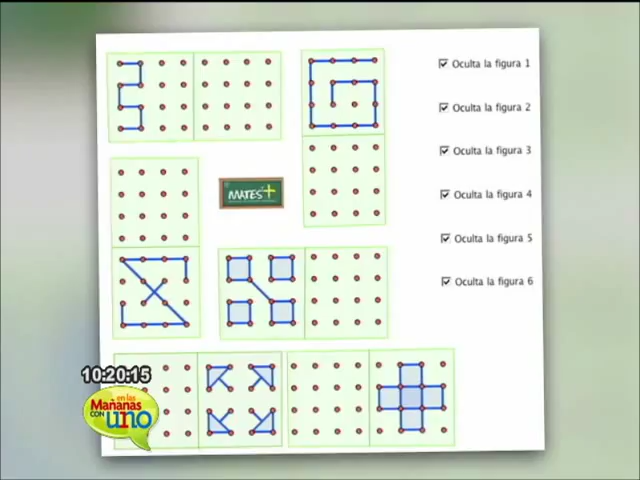 Oculta la figura 1
Oculta la figura 2
Oculta la figura 3
MATES+
Oculta la figura 4
Oculta la figura 5
Oculta la figura 6
10:20:15
en las
Mañanas
CON uno